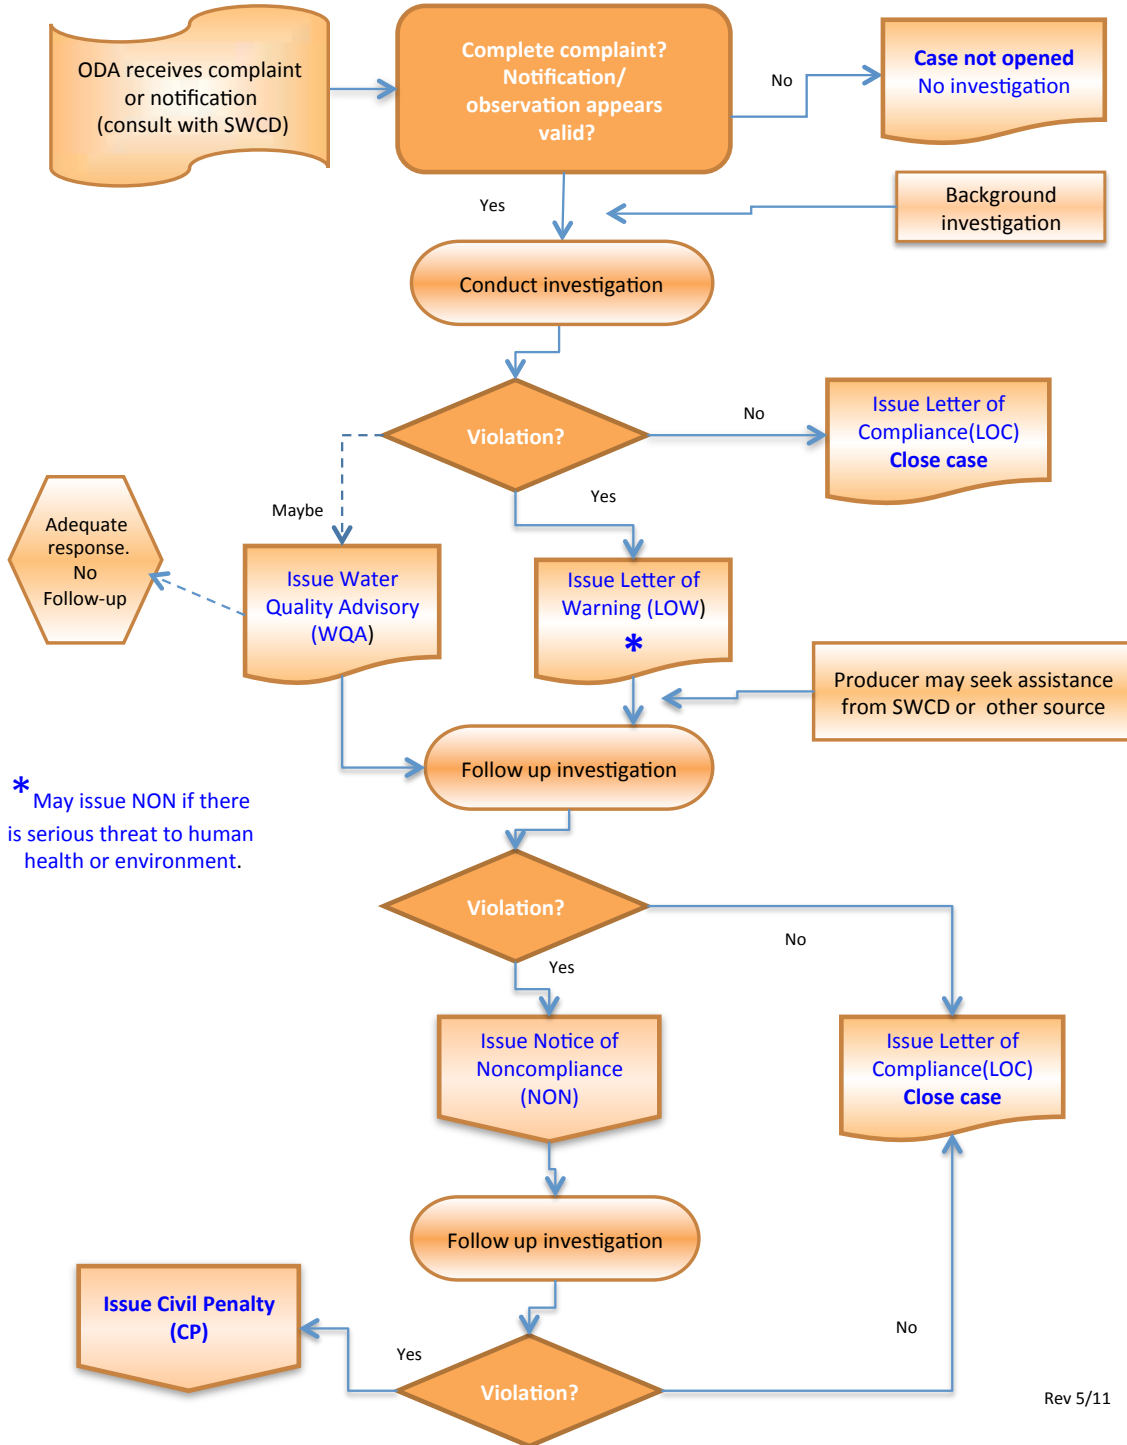 ODA receives complaint
or notification
(consult with SWCD)
Complete complaint?
Notification/
observation appears
valid?
No
Case not opened
No investigation
Yes
Background
investigation
Conduct investigation
Violation?
No
Issue Letter of
Compliance(LOC)
Close case
Maybe
Yes
Adequate
response.
No
Follow-up
Issue Water
Quality Advisory
(WQA)
Issue Letter of
Warning (LOW)
*
Producer may seek assistance
from SWCD or other source
Follow up investigation
* May issue NON if there
is serious threat to human
health or environment.
Violation?
No
Yes
Issue Notice of
Noncompliance
(NON)
Issue Letter of
Compliance(LOC)
Close case
Follow up investigation
Issue Civil Penalty
(CP)
Yes
No
Violation?
Rev 5/11